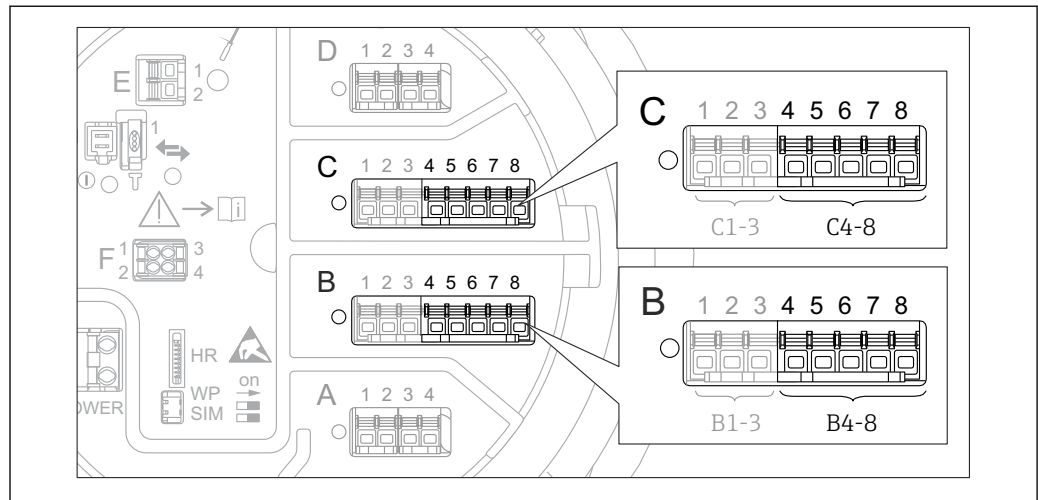 D 1 2 3 4
E 1
2
1
C 1 2 3 4 5 6 7 8
C 1 2 3 4 5 6 7 8
C1-3 C4-8
i
F 1 3
2 4
B 1 2 3 4 5 6 7 8
B 1 2 3 4 5 6 7 8
B1-3 B4-8
HR
WP on
SIM
OWER
A 1 2 3 4